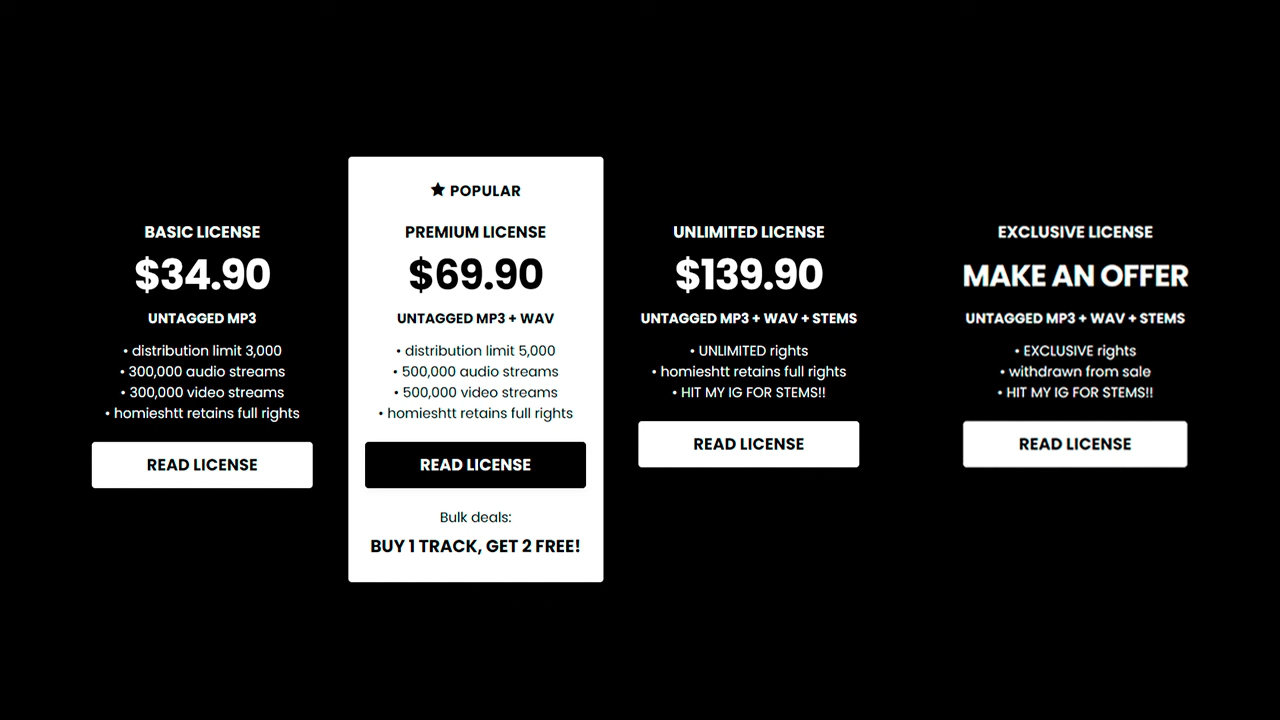 BASIC LICENSE
$34.90
UNTAGGED MP3
• distribution limit 3,000
• 300,000 audio streams
• 300,000 video streams
• homieshtt retains full rights
READ LICENSE
★ POPULAR
PREMIUM LICENSE
$69.90
UNTAGGED MP3 + WAV
• distribution limit 5,000
• 500,000 audio streams
• 500,000 video streams
• homieshtt retains full rights
READ LICENSE
Bulk deals:
BUY 1 TRACK, GET 2 FREE!
UNLIMITED LICENSE
$139.90
UNTAGGED MP3 + WAV + STEMS
• UNLIMITED rights
• homieshtt retains full rights
• HIT MY IG FOR STEMS!!
READ LICENSE
EXCLUSIVE LICENSE
MAKE AN OFFER
UNTAGGED MP3 + WAV + STEMS
• EXCLUSIVE rights
• withdrawn from sale
• HIT MY IG FOR STEMS!!
READ LICENSE